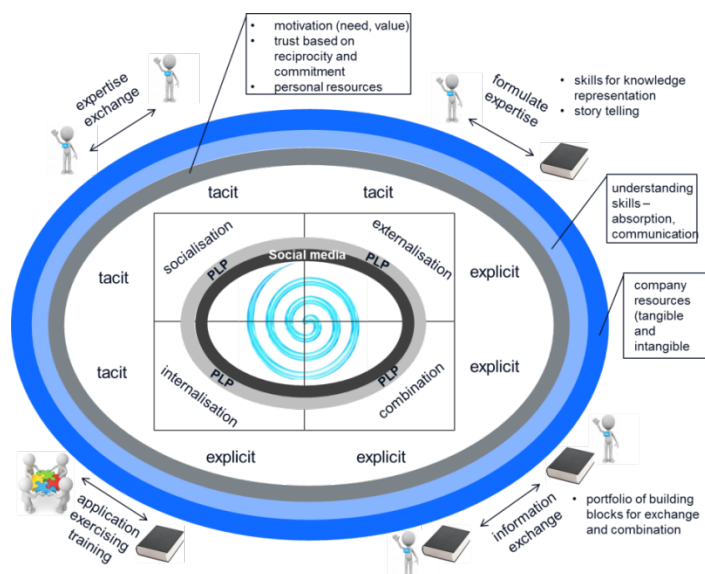 • motivation (need, value)
• trust based on
reciprocity and
commitment
• personal resources
expertise
exchange
formulate
expertise
• skills for knowledge
representation
• story telling
tacit
tacit
understanding
skills –
absorption,
communication
socialisation
externalisation
Social media
PLP
PLP
tacit
explicit
company
resources
(tangible
and
intangible
tacit
explicit
PLP
PLP
internalisation
combination
explicit
explicit
application
exercising
training
information
exchange
• portfolio of building
blocks for exchange
and combination